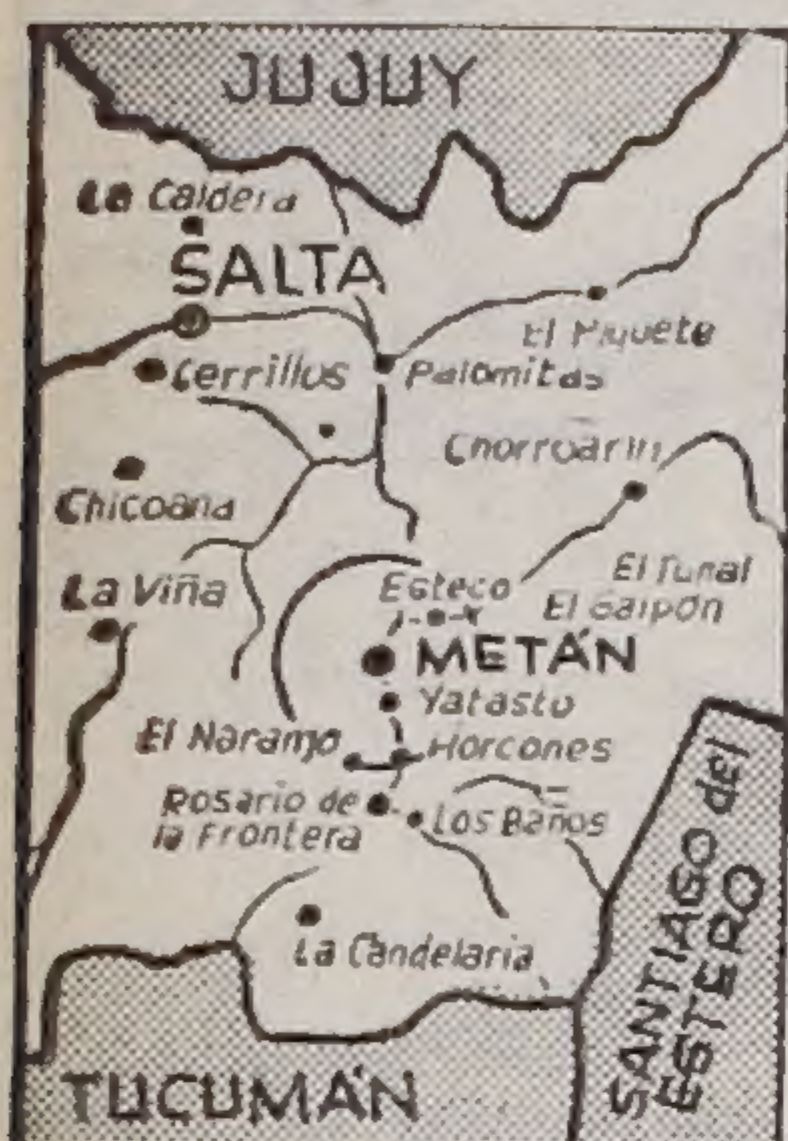 JUJUY
La Caldera
SALTA
El Piquete
Cerrillos
Palomitas
Chorroarín
Chicoana
El Tunal
La Viña
Esteco
El Galpón
METÁN
Yatasto
El Naranjo
Horcones
Rosario de
la Frontera
Los Baños
La Candelaria
SANTIAGO del
ESTERO
TUCUMÁN